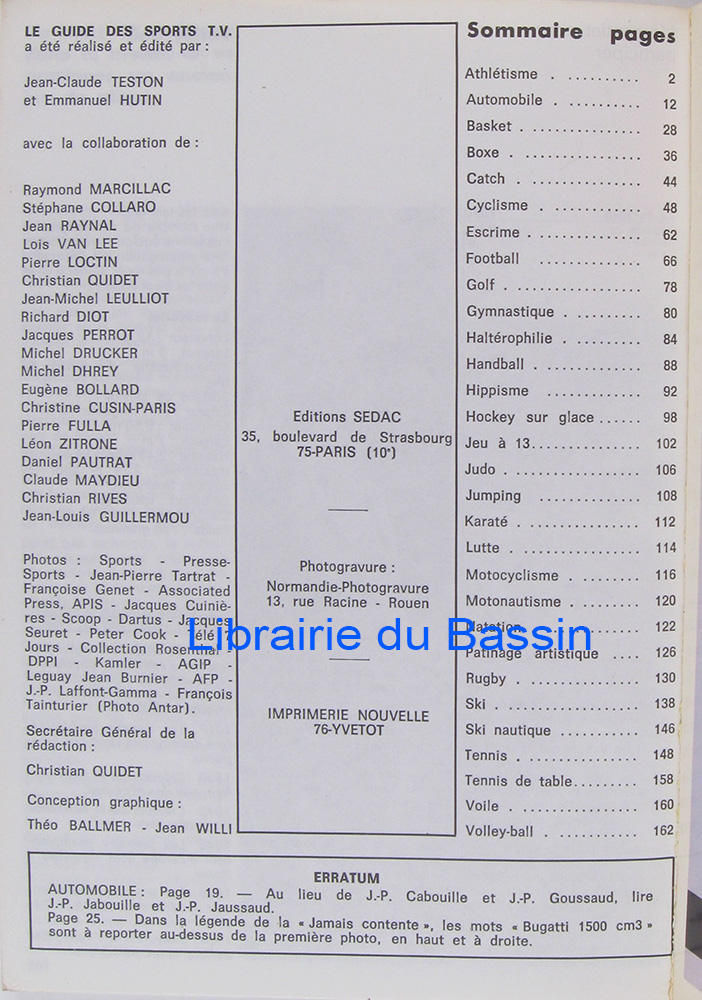 LE GUIDE DES SPORTS T.V.
a été réalisé et édité par :
Jean-Claude TESTON
et Emmanuel HUTIN
avec la collaboration de :
Raymond MARCILLAC
Stéphane COLLARO
Jean RAYNAL
Lois VAN LEE
Pierre LOCTIN
Christian QUIDET
Jean-Michel LEULLIOT
Richard DIOT
Jacques PERROT
Michel DRUCKER
Michel DHREY
Eugène BOLLARD
Christine CUSIN-PARIS
Pierre FULLA
Léon ZITRONE
Daniel PAUTRAT
Claude MAYDIEU
Christian RIVES
Jean-Louis GUILLERMOU
Photos : Sports - Presse-
Sports - Jean-Pierre Tartrat -
Françoise Genet - Associated
Press, APIS - Jacques Cuiniè-
res - Scoop - Dartus - Jacques
Seuret - Peter Cook - Télé 7
Jours - Collection Rosenthal -
DPPI - Kamler - AGIP -
Leguay Jean Burnier - AFP -
J.-P. Laffont-Gamma - François
Tainturier (Photo Antar).
Secrétaire Général de la
rédaction :
Christian QUIDET
Conception graphique :
Théo BALLMER - Jean WILLI
Editions SEDAC
35, boulevard de Strasbourg
75-PARIS (10e)
Photogravure :
Normandie-Photogravure
13, rue Racine - Rouen
Librairie du Bassin
IMPRIMERIE NOUVELLE
76-YVETOT
Sommaire pages
Athlétisme . .......... 2
Automobile . .......... 12
Basket . ............... 28
Boxe . ................ 36
Catch . ............... 44
Cyclisme . ............ 48
Escrime . ............. 62
Football .............. 66
Golf . ................ 78
Gymnastique . ......... 80
Haltérophilie . ........ 84
Handball . ............. 88
Hippisme ............. 92
Hockey sur glace ...... 98
Jeu à 13............... 102
Judo . ................ 106
Jumping .............. 108
Karaté . ............... 112
Lutte . ................ 114
Motocyclisme . ........ 116
Motonautisme . ........ 120
Natation . ............. 122
Patinage artistique .... 126
Rugby . ............... 130
Ski . .................. 138
Ski nautique ........... 146
Tennis . ............... 148
Tennis de table......... 158
Voile . ................ 160
Volley-ball . ........... 162
ERRATUM
AUTOMOBILE : Page 19. — Au lieu de J.-P. Cabouille et J.-P. Goussaud, lire
J.-P. Jabouille et J.-P. Jaussaud.
Page 25. — Dans la légende de la « Jamais contente », les mots « Bugatti 1500 cm3 »
sont à reporter au-dessus de la première photo, en haut et à droite.